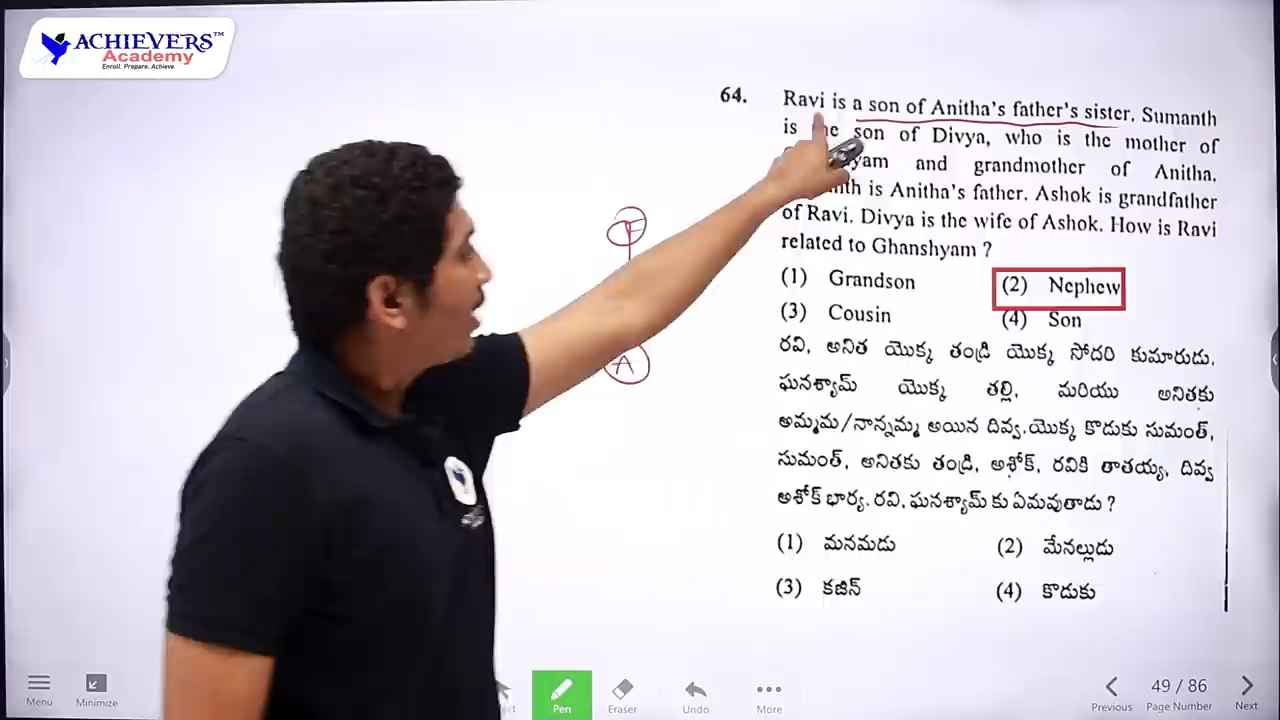 ACHIEVERS™
Academy
Enroll. Prepare. Achieve
64. Ravi is a son of Anitha's father's sister. Sumanth
is the son of Divya, who is the mother of
and grandmother of Anitha.
is Anitha's father. Ashok is grandfather
of Ravi. Divya is the wife of Ashok. How is Ravi
related to Ghanshyam ?
(1) Grandson (2) Nephew
(3) Cousin (4) Son
రవి, అనిత యొక్క తండ్రి యొక్క సోదరి కుమారుడు.
ఘనశ్యామ్ యొక్క తల్లి, మరియు అనితకు
అమ్మమ/నాన్నమ్మ అయిన దివ్య.యొక్క కొడుకు సుమంత్,
సుమంత్, అనితకు తండ్రి, అశోక్, రవికి తాతయ్య, దివ్య
అశోక్ భార్య. రవి, ఘనశ్యామ్ కు ఏమవుతాడు ?
(1) మనమడు (2) మేనల్లుడు
(3) కజిన్ (4) కొడుకు
F
A
Menu Minimize Pen Eraser Undo More Previous 49 / 86 Page Number Next